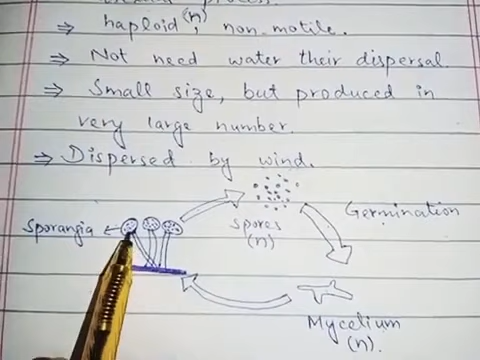 ⇒ haploid (n), non-motile.
⇒ Not need water their dispersal.
⇒ Small size, but produced in
very large number.
⇒ Dispersed by wind.
Sporangia
Spores
(n)
Germination
Mycelium
(n).